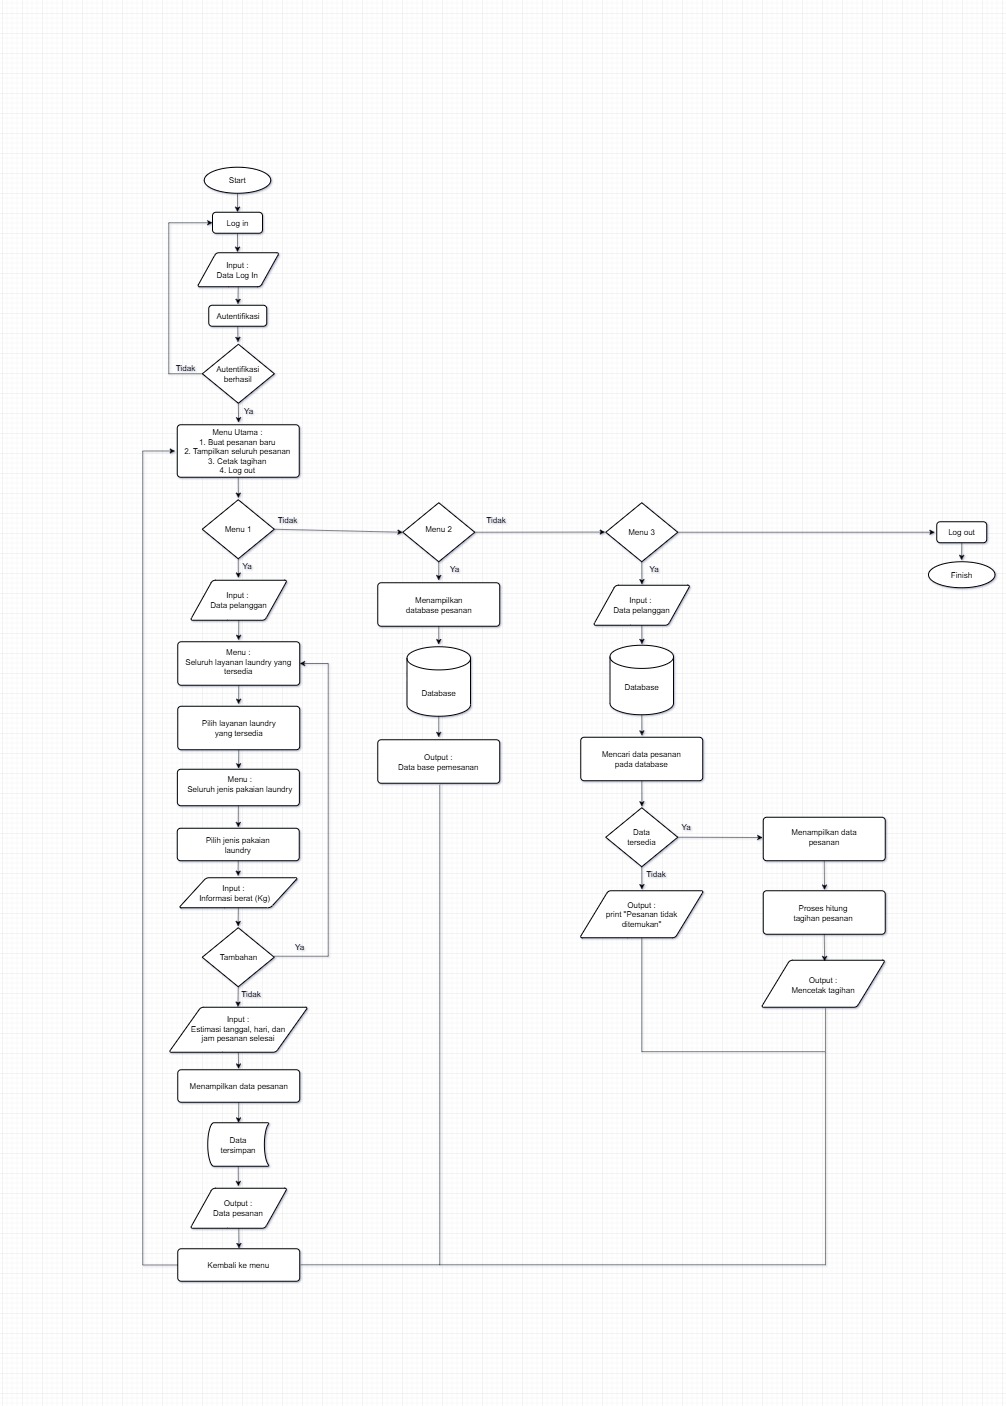 Start
Log in
Input :
Data Log In
Autentifikasi
Tidak
Autentifikasi
berhasil
Ya
Menu Utama :
1. Buat pesanan baru
2. Tampilkan seluruh pesanan
3. Cetak tagihan
4. Log out
Menu 1
Tidak
Ya
Input :
Data pelanggan
Menu :
Seluruh layanan laundry yang
tersedia
Pilih layanan laundry
yang tersedia
Menu :
Seluruh jenis pakaian laundry
Pilih jenis pakaian
laundry
Input :
Informasi berat (Kg)
Tambahan
Ya
Tidak
Input :
Estimasi tanggal, hari, dan
jam pesanan selesai
Menampilkan data pesanan
Data
tersimpan
Output :
Data pesanan
Kembali ke menu
Menu 2
Tidak
Ya
Menampilkan
database pesanan
Database
Output :
Data base pemesanan
Menu 3
Ya
Input :
Data pelanggan
Database
Mencari data pesanan
pada database
Data
tersedia
Ya
Tidak
Output :
print "Pesanan tidak
ditemukan"
Menampilkan data
pesanan
Proses hitung
tagihan pesanan
Output :
Mencetak tagihan
Log out
Finish